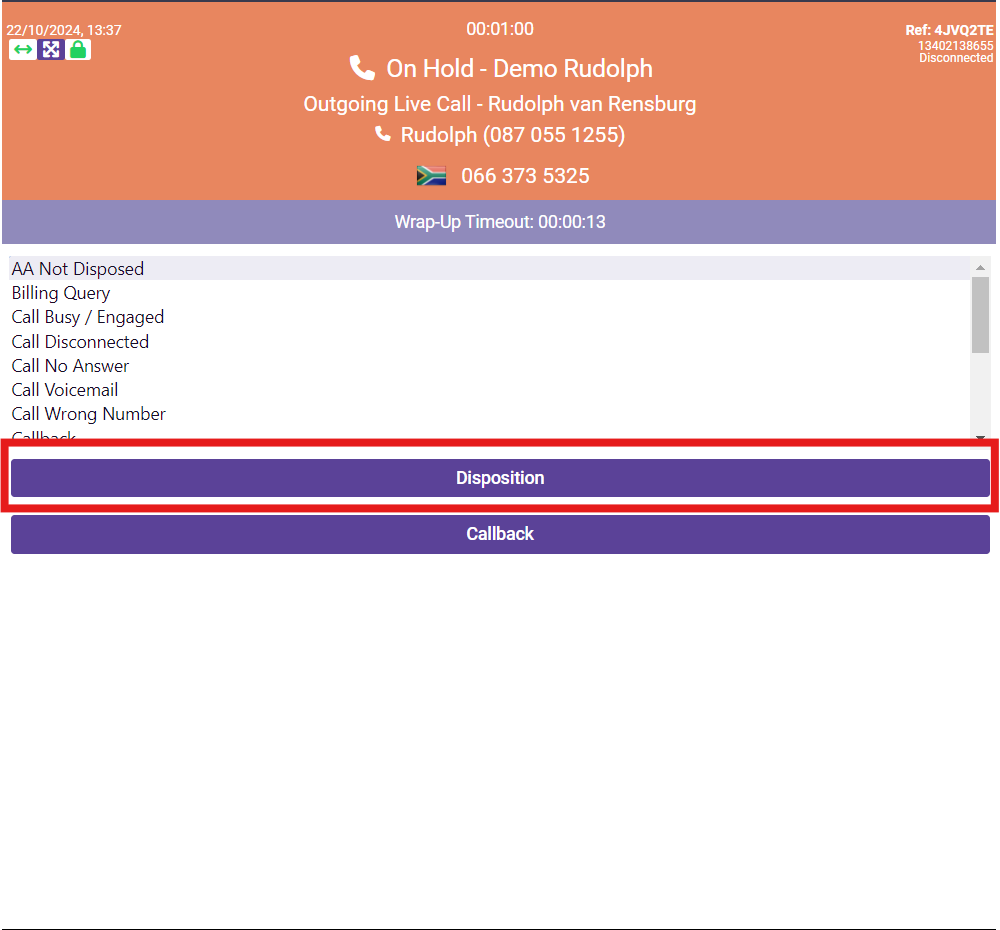 22/10/2024, 13:37
00:01:00
Ref: 4JVQ2TE
13402138655
Disconnected
On Hold - Demo Rudolph
Outgoing Live Call - Rudolph van Rensburg
Rudolph (087 055 1255)
066 373 5325
Wrap-Up Timeout: 00:00:13
AA Not Disposed
Billing Query
Call Busy / Engaged
Call Disconnected
Call No Answer
Call Voicemail
Call Wrong Number
Callback
Disposition
Callback